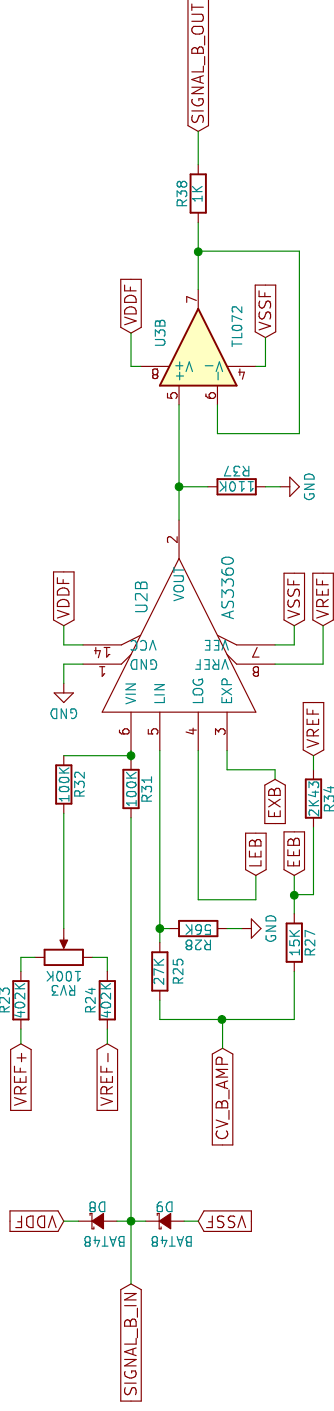 SIGNAL_B_OUT
R38
1K
7
VDDF
U3B
TL072
VSSF
8
V+
+
V-
-
4
5
6
R37
110K
GND
2
VOUT
U2B
AS3360
VDDF
14
VCC
1
GND
GND
VEE
7
VSSF
VREF
8
VREF
VIN
LIN
LOG
EXP
6
5
4
3
100K
R32
100K
R31
EXB
LEB
EEB
VREF
2K43
R34
R28
56K
GND
27K
R25
15K
R27
RV3
100K
R23
402K
R24
402K
VREF+
VREF-
CV_B_AMP
VDDF
D8
BAT48
D9
BAT48
VSSF
SIGNAL_B_IN